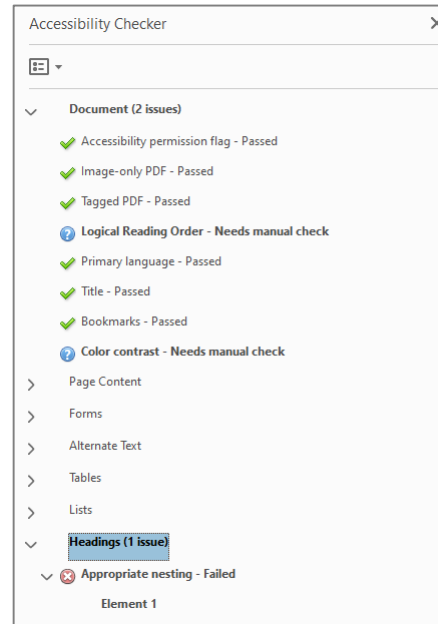 Accessibility Checker
Document (2 issues)
Accessibility permission flag - Passed
Image-only PDF - Passed
Tagged PDF - Passed
Logical Reading Order - Needs manual check
Primary language - Passed
Title - Passed
Bookmarks - Passed
Color contrast - Needs manual check
Page Content
Forms
Alternate Text
Tables
Lists
Headings (1 issue)
Appropriate nesting - Failed
Element 1